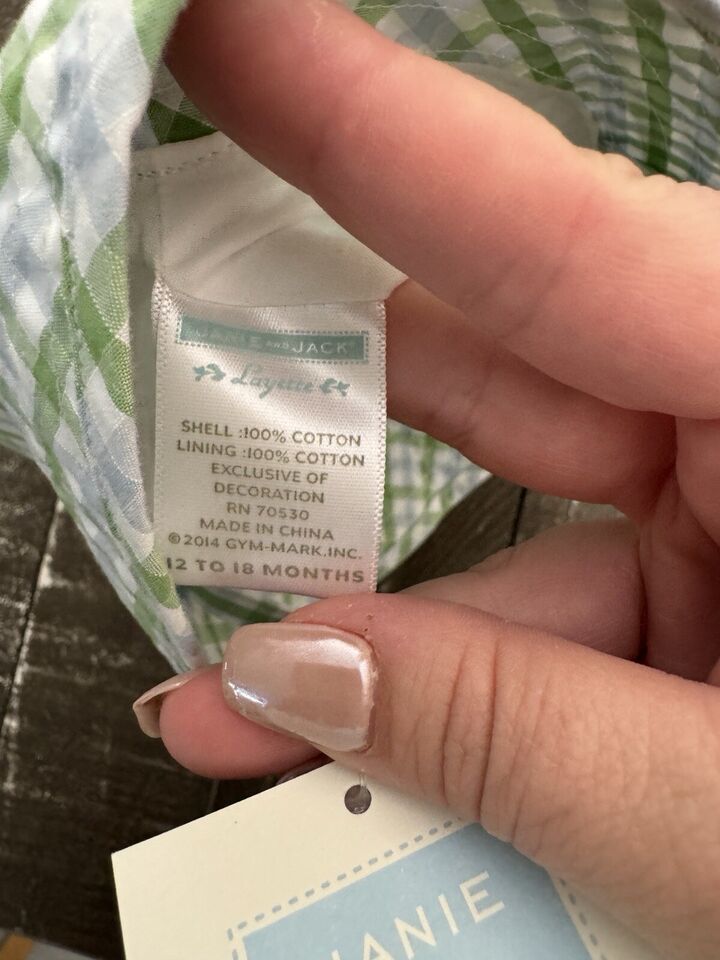 JANIE AND JACK
Layette
SHELL :100% COTTON
LINING :100% COTTON
EXCLUSIVE OF
DECORATION
RN 70530
MADE IN CHINA
©2014 GYM-MARK.INC.
12 TO 18 MONTHS
JANIE